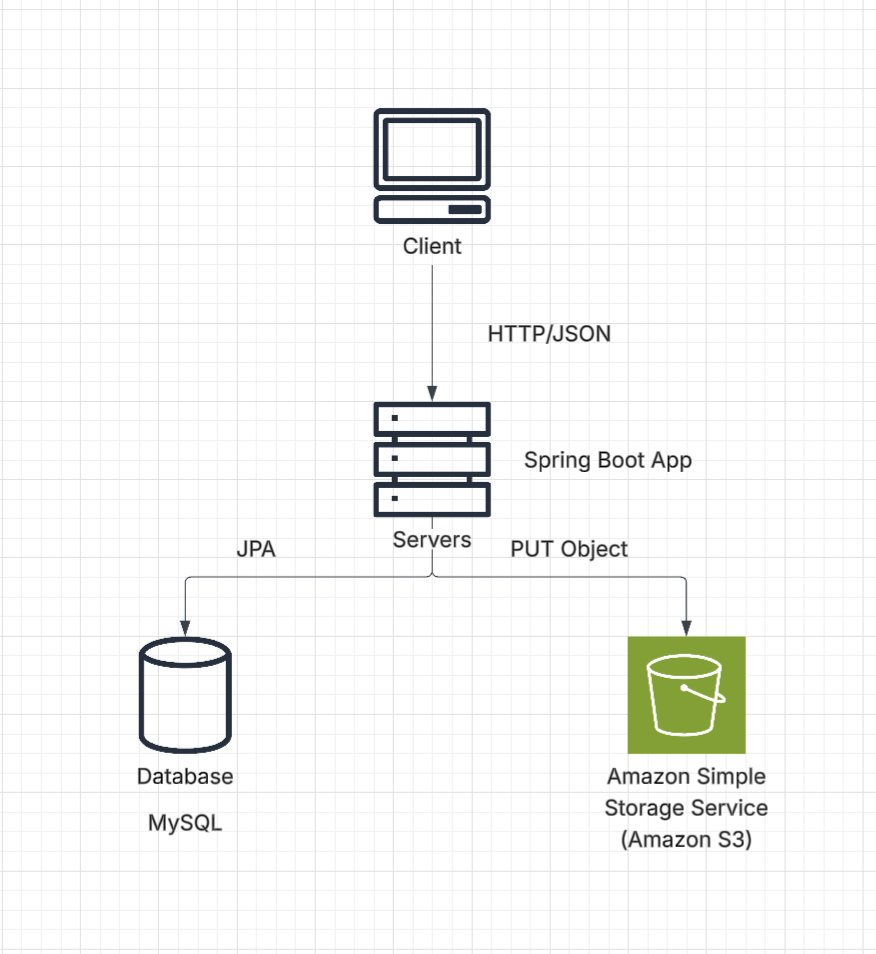 Client
HTTP/JSON
Spring Boot App
Servers
JPA
PUT Object
Database
MySQL
Amazon Simple
Storage Service
(Amazon S3)